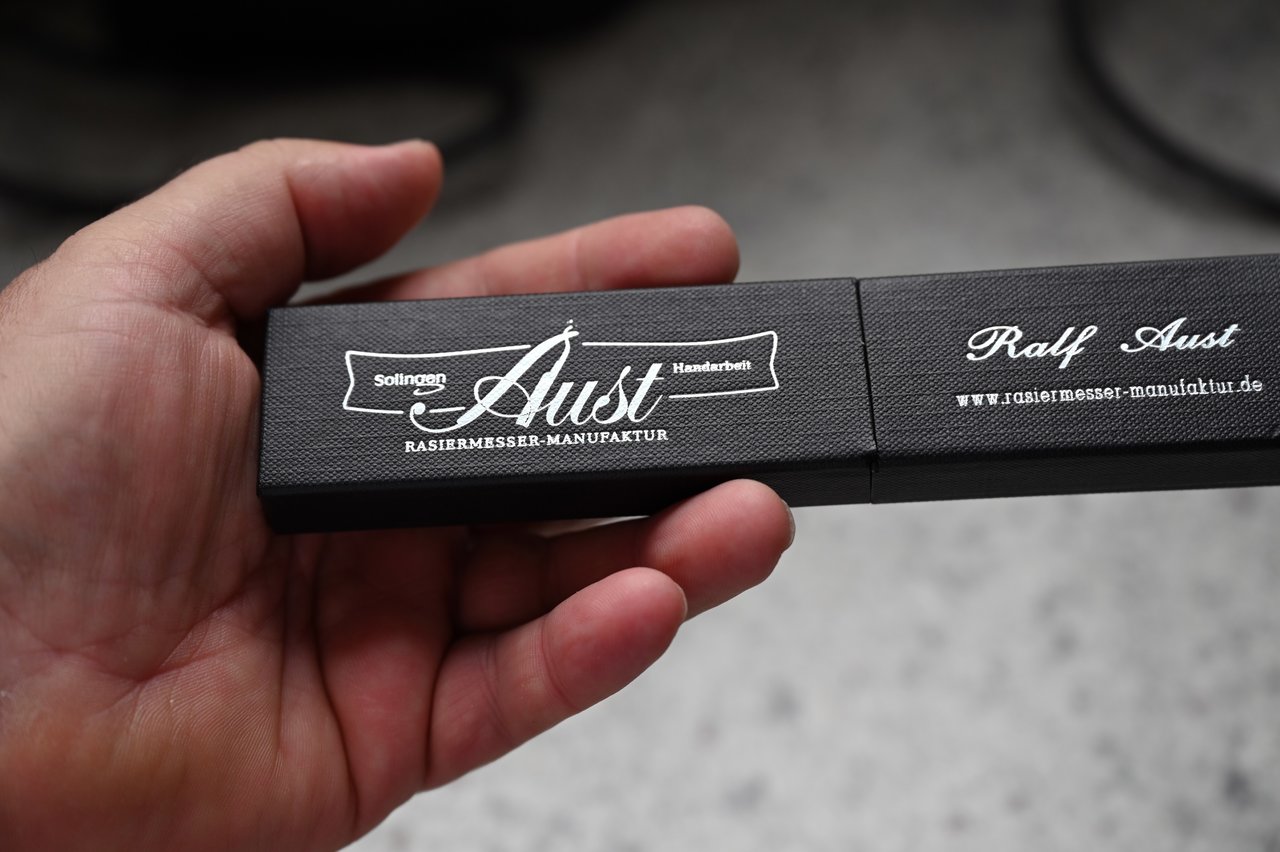 Solingen Aust Handarbeit
RASIERMESSER-MANUFAKTUR
Ralf Aust
www.rasiermesser-manufaktur.de